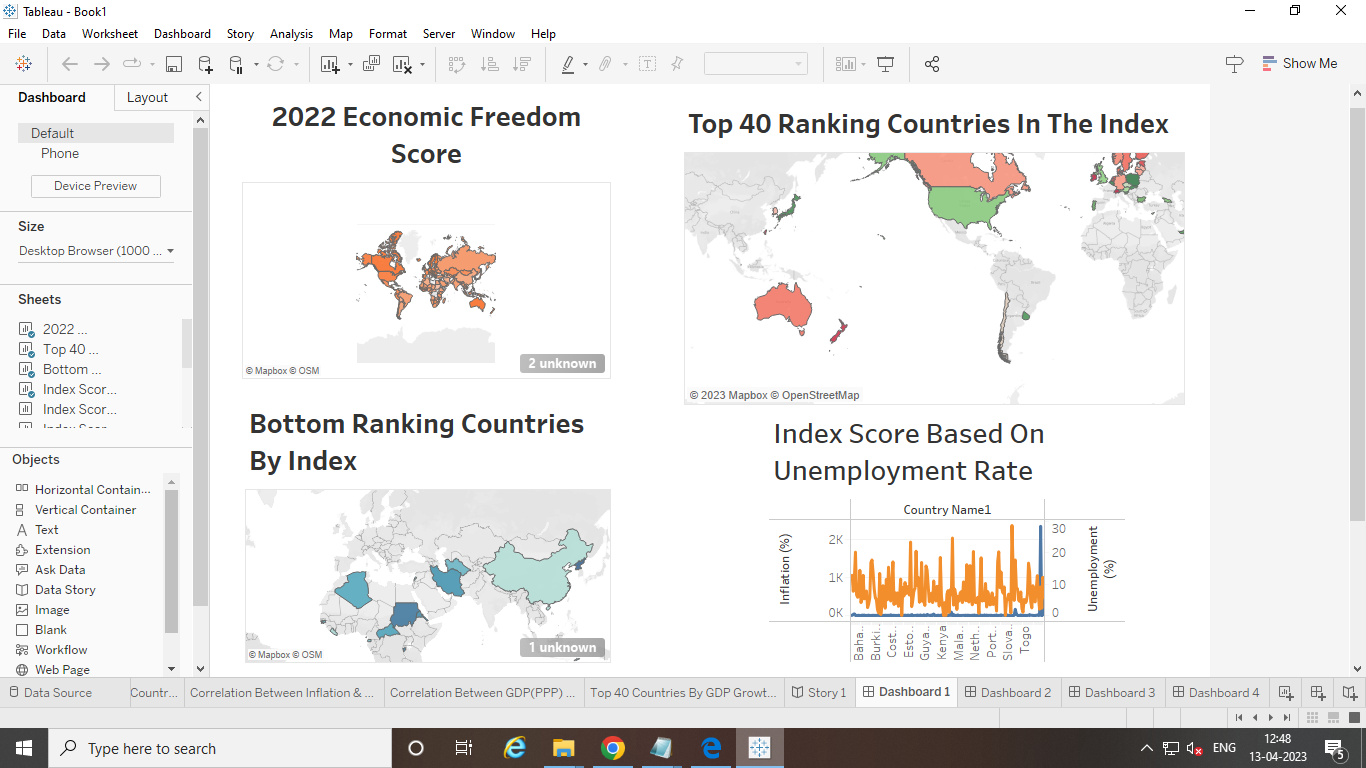 Tableau - Book1
File Data Worksheet Dashboard Story Analysis Map Format Server Window Help
Show Me
Dashboard Layout
Default
Phone
Device Preview
Size
Desktop Browser (1000 ...
Sheets
2022 ...
Top 40 ...
Bottom ...
Index Scor...
Index Scor...
Objects
Horizontal Contain...
Vertical Container
Text
Extension
Ask Data
Data Story
Image
Blank
Workflow
Web Page
2022 Economic Freedom
Score
2 unknown
© Mapbox © OSM
Top 40 Ranking Countries In The Index
© 2023 Mapbox © OpenStreetMap
Bottom Ranking Countries
By Index
1 unknown
© Mapbox © OSM
Index Score Based On
Unemployment Rate
Country Name1
Inflation (%)
2K
1K
0K
30
20
10
0
Unemployment
(%)
Baha..
Burki..
Cost..
Esto..
Guya..
Kenya
Mala..
Neth..
Port..
Slova..
Togo
Data Source Countr... Correlation Between Inflation & ... Correlation Between GDP(PPP) ... Top 40 Countries By GDP Growt... Story 1 Dashboard 1 Dashboard 2 Dashboard 3 Dashboard 4
Type here to search
ENG
12:48
13-04-2023
5